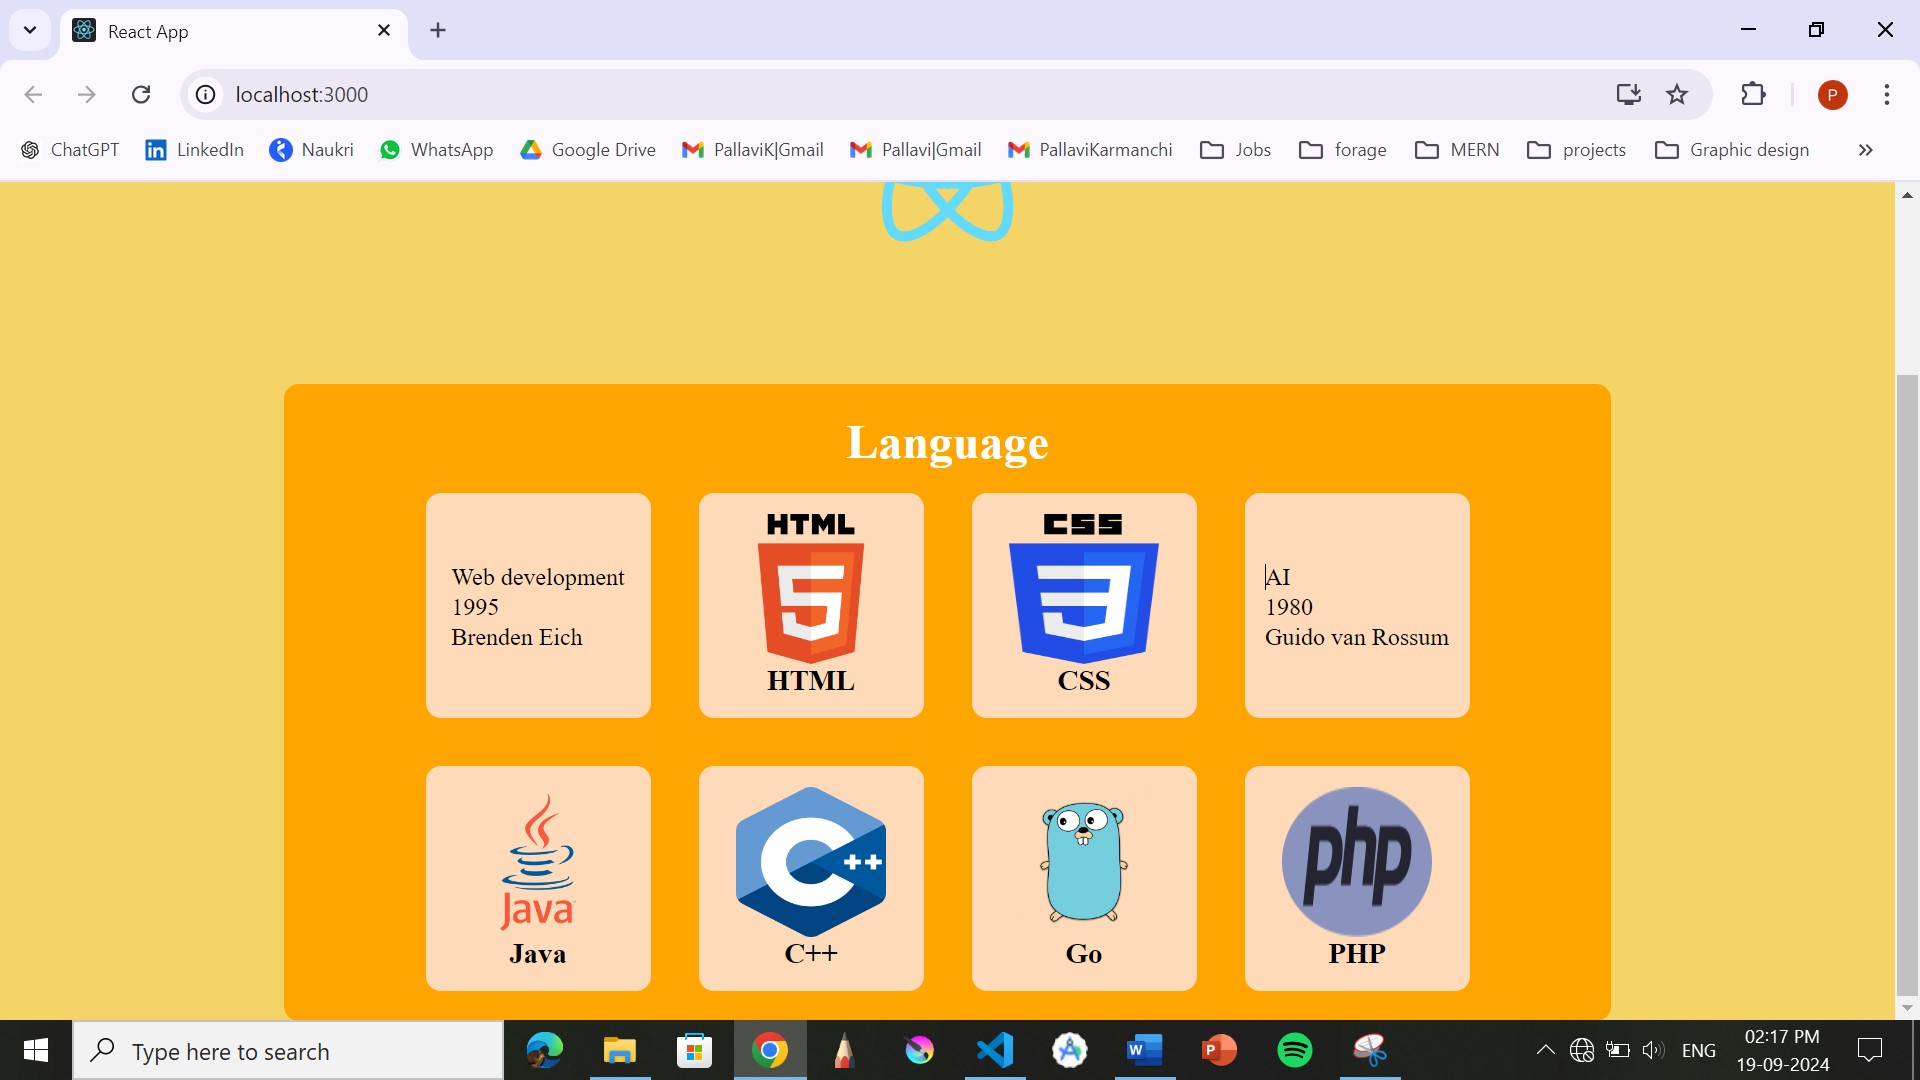 React App
localhost:3000
P
ChatGPT
LinkedIn
Naukri
WhatsApp
Google Drive
PallaviK|Gmail
Pallavi|Gmail
PallaviKarmanchi
Jobs
forage
MERN
projects
Graphic design
Language
Web development
1995
Brenden Eich
HTML
5
HTML
CSS
3
CSS
AI
1980
Guido van Rossum
Java
Java
C++
C++
Go
php
PHP
Type here to search
W
P
ENG
02:17 PM
19-09-2024